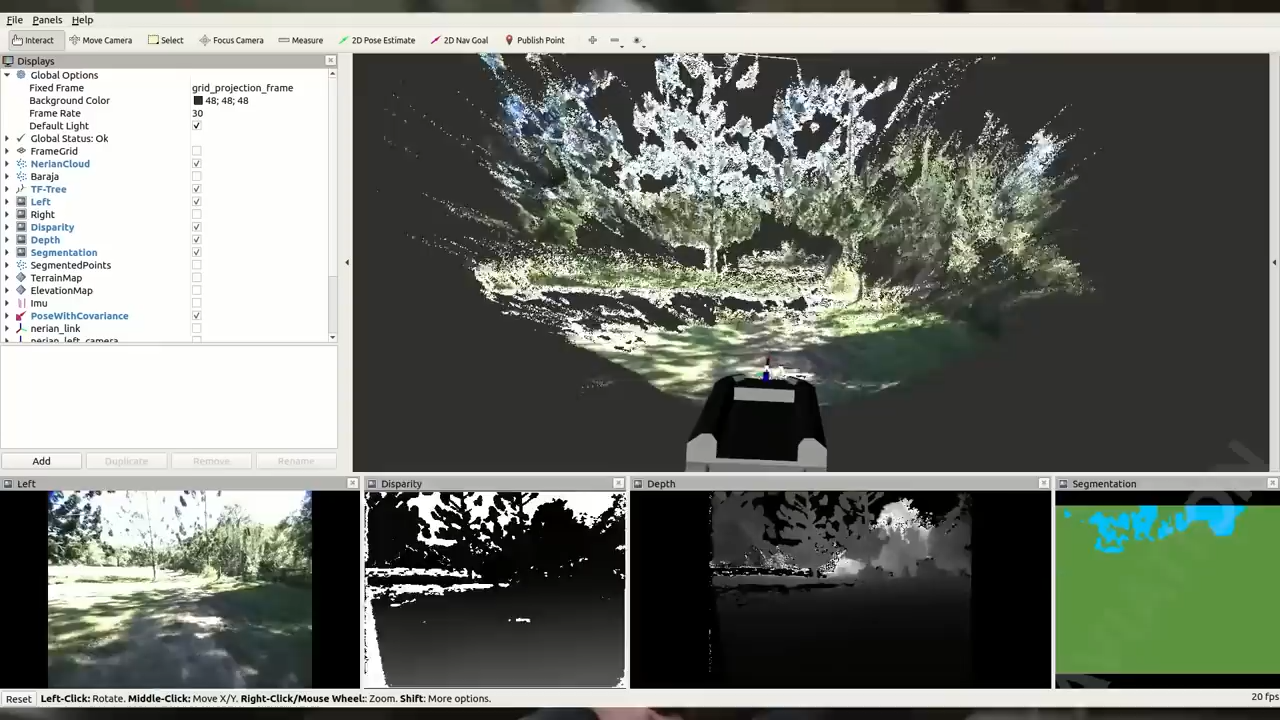 File Panels Help
Interact Move Camera Select Focus Camera Measure 2D Pose Estimate 2D Nav Goal Publish Point
Displays
Global Options
Fixed Frame grid_projection_frame
Background Color 48; 48; 48
Frame Rate 30
Default Light
Global Status: Ok
FrameGrid
NerianCloud
Baraja
TF-Tree
Left
Right
Disparity
Depth
Segmentation
SegmentedPoints
TerrainMap
ElevationMap
Imu
PoseWithCovariance
nerian_link
nerian_left_camera
Add Duplicate Remove Rename
Left Disparity Depth Segmentation
Reset Left-Click: Rotate. Middle-Click: Move X/Y. Right-Click/Mouse Wheel:: Zoom. Shift: More options. 20 fps